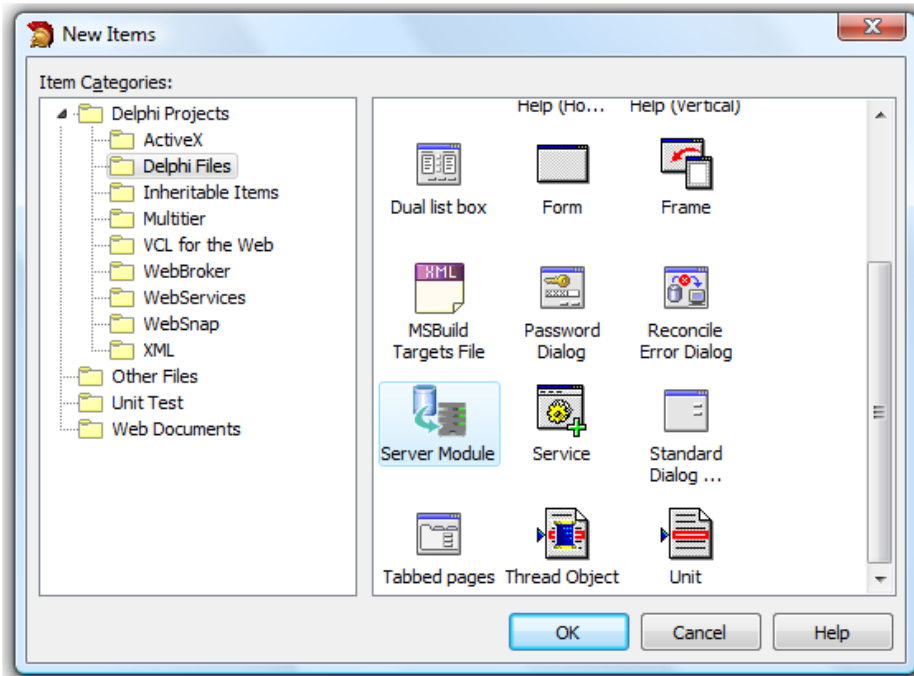 New Items
Item Categories:
Delphi Projects
ActiveX
Delphi Files
Inheritable Items
Multitier
VCL for the Web
WebBroker
WebServices
WebSnap
XML
Other Files
Unit Test
Web Documents
Help (Ho... Help (Vertical)
Dual list box Form Frame
XML
MSBuild Password Reconcile
Targets File Dialog Error Dialog
Server Module Service Standard
Dialog ...
Tabbed pages Thread Object Unit
OK Cancel Help